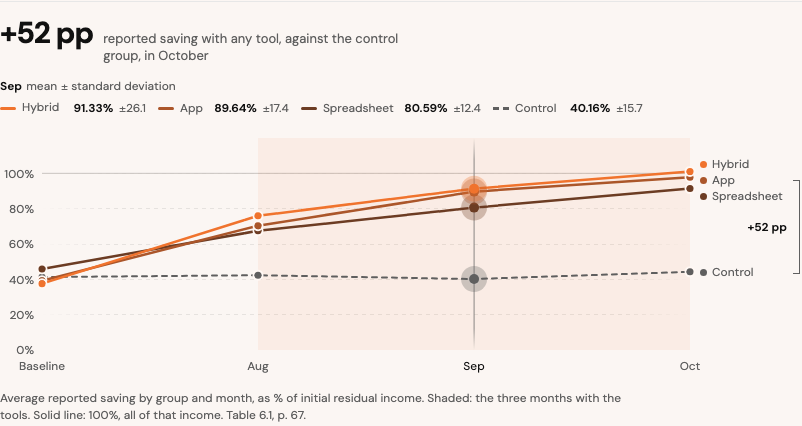 +52 pp reported saving with any tool, against the control
group, in October
Sep mean ± standard deviation
Hybrid 91.33% ±26.1 App 89.64% ±17.4 Spreadsheet 80.59% ±12.4 Control 40.16% ±15.7
100%
80%
60%
40%
20%
0%
Hybrid
App
Spreadsheet
+52 pp
Control
Baseline Aug Sep Oct
Average reported saving by group and month, as % of initial residual income. Shaded: the three months with the
tools. Solid line: 100%, all of that income. Table 6.1, p. 67.